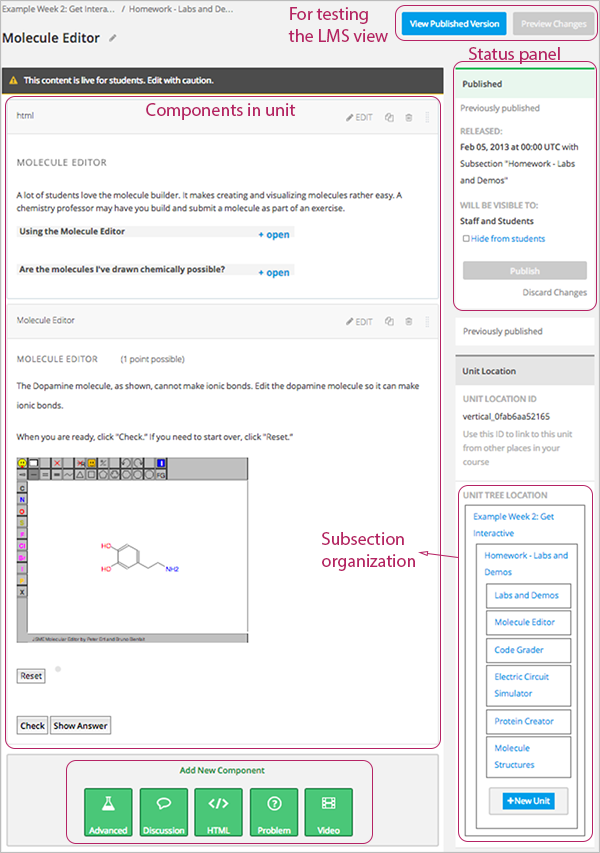 Example Week 2: Get Intera... / Homework - Labs and De...
For testing
the LMS view
View Published Version
Preview Changes
Molecule Editor
Status panel
This content is live for students. Edit with caution.
Components in unit
html
EDIT
MOLECULE EDITOR
A lot of students love the molecule builder. It makes creating and visualizing molecules rather easy. A
chemistry professor may have you build and submit a molecule as part of an exercise.
Using the Molecule Editor
+ open
Are the molecules I've drawn chemically possible?
+ open
Molecule Editor
EDIT
MOLECULE EDITOR (1 point possible)
The Dopamine molecule, as shown, cannot make ionic bonds. Edit the dopamine molecule so it can make
ionic bonds.
When you are ready, click "Check." If you need to start over, click "Reset."
FG
C
N
O
S
F
Cl
Br
I
X
HO
HO
NH2
JSME Molecular Editor by Peter Ertl and Bruno Bienfait
Reset
Check
Show Answer
Add New Component
Advanced
Discussion
HTML
Problem
Video
Published
Previously published
RELEASED:
Feb 05, 2013 at 00:00 UTC with
Subsection "Homework - Labs
and Demos"
WILL BE VISIBLE TO:
Staff and Students
Hide from students
Publish
Discard Changes
Previously published
Unit Location
UNIT LOCATION ID
vertical_0fab6aa52165
Use this ID to link to this unit
from other places in your
course
UNIT TREE LOCATION
Subsection
organization
Example Week 2: Get
Interactive
Homework - Labs and
Demos
Labs and Demos
Molecule Editor
Code Grader
Electric Circuit
Simulator
Protein Creator
Molecule
Structures
+New Unit